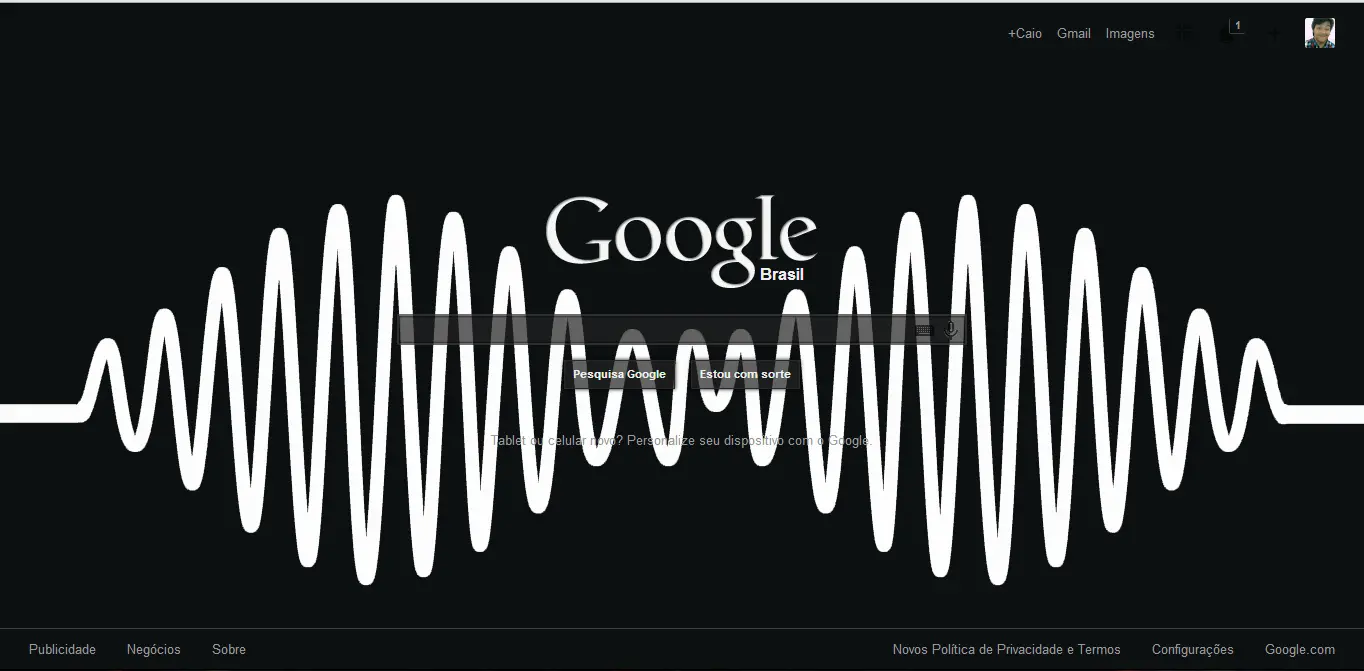 +Caio Gmail Imagens 1
Google
Brasil
Pesquisa Google Estou com sorte
Tablet ou celular novo? Personalize seu dispositivo com o Google.
Publicidade Negócios Sobre Novos Política de Privacidade e Termos Configurações Google.com